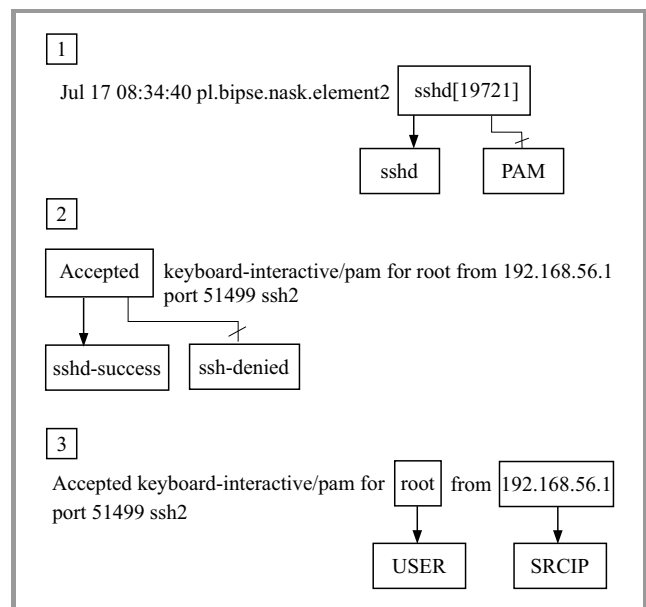 1
Jul 17 08:34:40 pl.bipse.nask.element2 sshd[19721]
sshd PAM
2
Accepted keyboard-interactive/pam for root from 192.168.56.1
port 51499 ssh2
sshd-success ssh-denied
3
Accepted keyboard-interactive/pam for root from 192.168.56.1
port 51499 ssh2
USER SRCIP